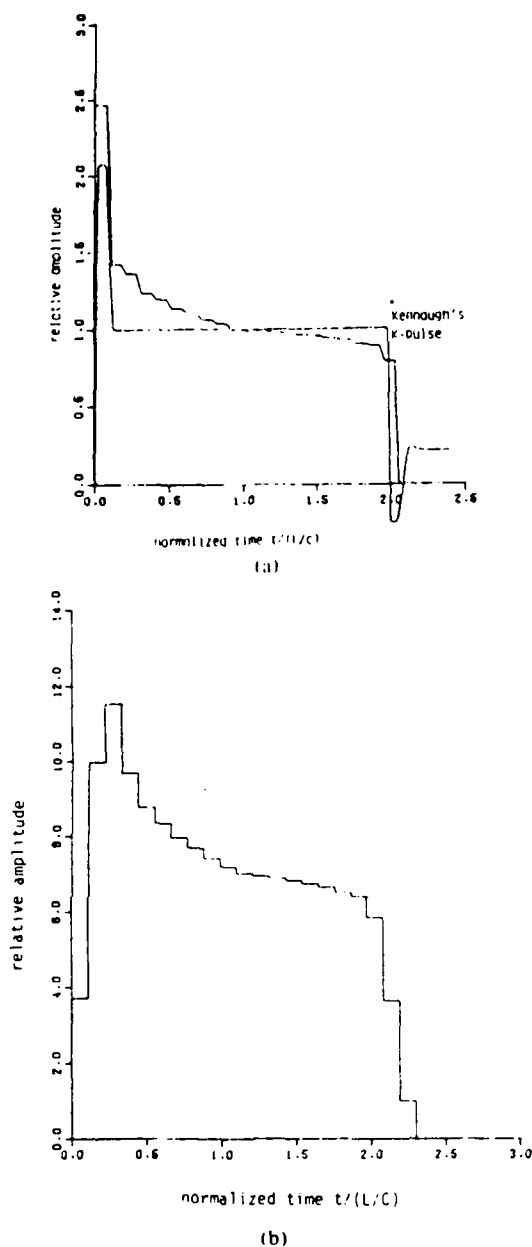 3.0
2.5
2.0
1.5
1.0
0.5
0.0
relative amplitude
Kennaugh's
K-pulse
0.0 0.5 1.0 1.5 2.0 2.5
normalized time t/(L/c)
(a)
14.0
12.0
10.0
8.0
6.0
4.0
2.0
0.0
relative amplitude
0.0 0.5 1.0 1.5 2.0 2.5 3.0
normalized time t/(L/C)
(b)